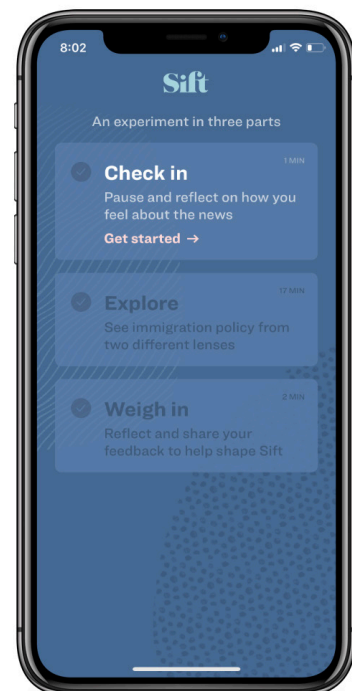 8:02
Sift
An experiment in three parts
1 MIN
Check in
Pause and reflect on how you
feel about the news
Get started →
17 MIN
Explore
See immigration policy from
two different lenses
2 MIN
Weigh in
Reflect and share your
feedback to help shape Sift